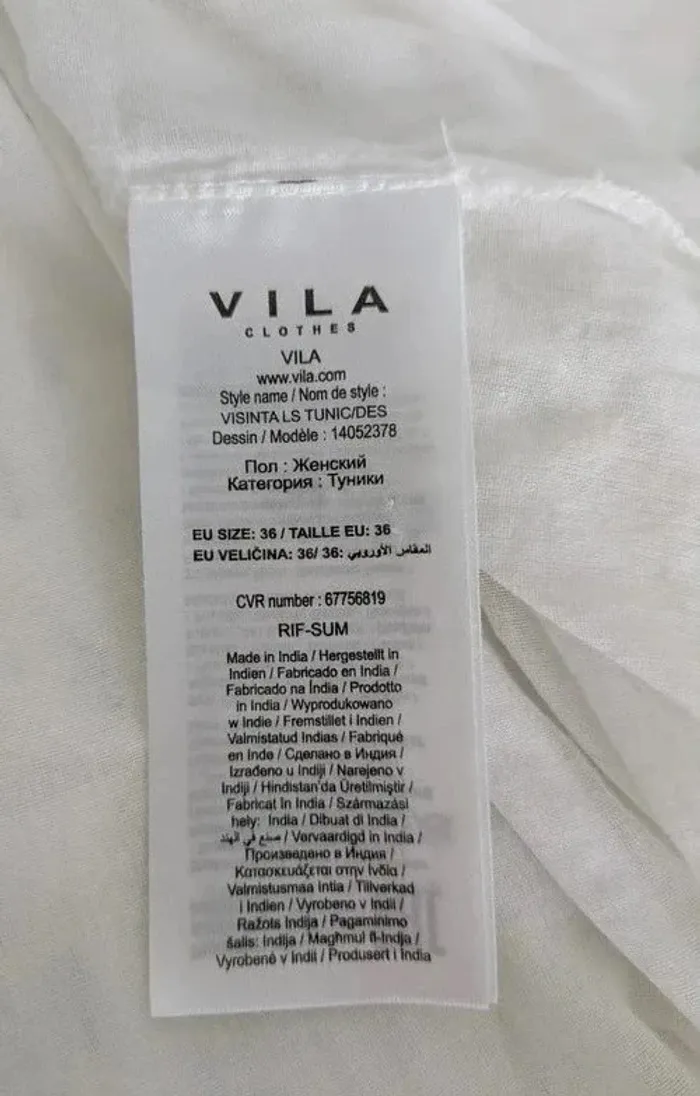 VILA
CLOTHES
VILA
www.vila.com
Style name / Nom de style :
VISINTA LS TUNIC/DES
Dessin / Modèle : 14052378
Пол : Женский
Категория : Туники
EU SIZE: 36 / TAILLE EU: 36
EU VELIČINA: 36/ 36: المقاس الأوروبي
CVR number : 67756819
RIF-SUM
Made in India / Hergestellt in
Indien / Fabricado en India /
Fabricado na Índia / Prodotto
in India / Wyprodukowano
w Indie / Fremstillet i Indien /
Valmistatud Indias / Fabriqué
en Inde / Сделано в Индия /
Izrađeno u Indiji / Narejeno v
Indiji / Hindistan'da Üretilmiştir /
Fabricat în India / Származási
hely: India / Dibuat di India /
صنع في الهند / Vervaardigd in India /
Произведено в Индия /
Κατασκευάζεται στην Ινδία /
Valmistusmaa Intia / Tillverkad
i Indien / Vyrobeno v Indii /
Ražots Indija / Pagaminimo
šalis: Indija / Magħmul fl-Indja /
Vyrobené v Indii / Produsert i India